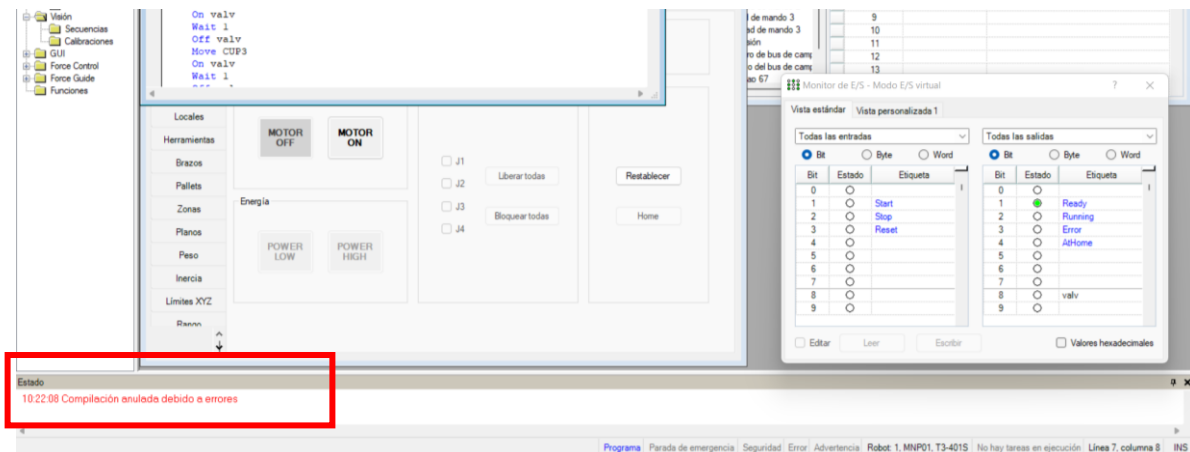 Visión
Secuencias
Calibraciones
GUI
Force Control
Force Guide
Funciones
On valv
Wait 1
Off valv
Move CUP3
On valv
Wait 1
l de mando 3
ad de mando 3
sión
ro de bus de camp
o del bus de camp
ao 67
9
10
11
12
13
Locales
Herramientas
Brazos
Pallets
Zonas
Planos
Peso
Inercia
Límites XYZ
Rango
MOTOR OFF
MOTOR ON
Energía
POWER LOW
POWER HIGH
J1
J2
J3
J4
Liberar todas
Bloquear todas
Restablecer
Home
Monitor de E/S - Modo E/S virtual
Vista estándar Vista personalizada 1
Todas las entradas
Bit Byte Word
Bit Estado Etiqueta
0
1 Start
2 Stop
3 Reset
4
5
6
7
8
9
Todas las salidas
Bit Byte Word
Bit Estado Etiqueta
0
1 Ready
2 Running
3 Error
4 AtHome
5
6
7
8 valv
9
Editar Leer Escribir Valores hexadecimales
Estado
10:22:08 Compilación anulada debido a errores
Programa Parada de emergencia Seguridad Error Advertencia Robot: 1, MNP01, T3-401S No hay tareas en ejecución Línea 7, columna 8 INS